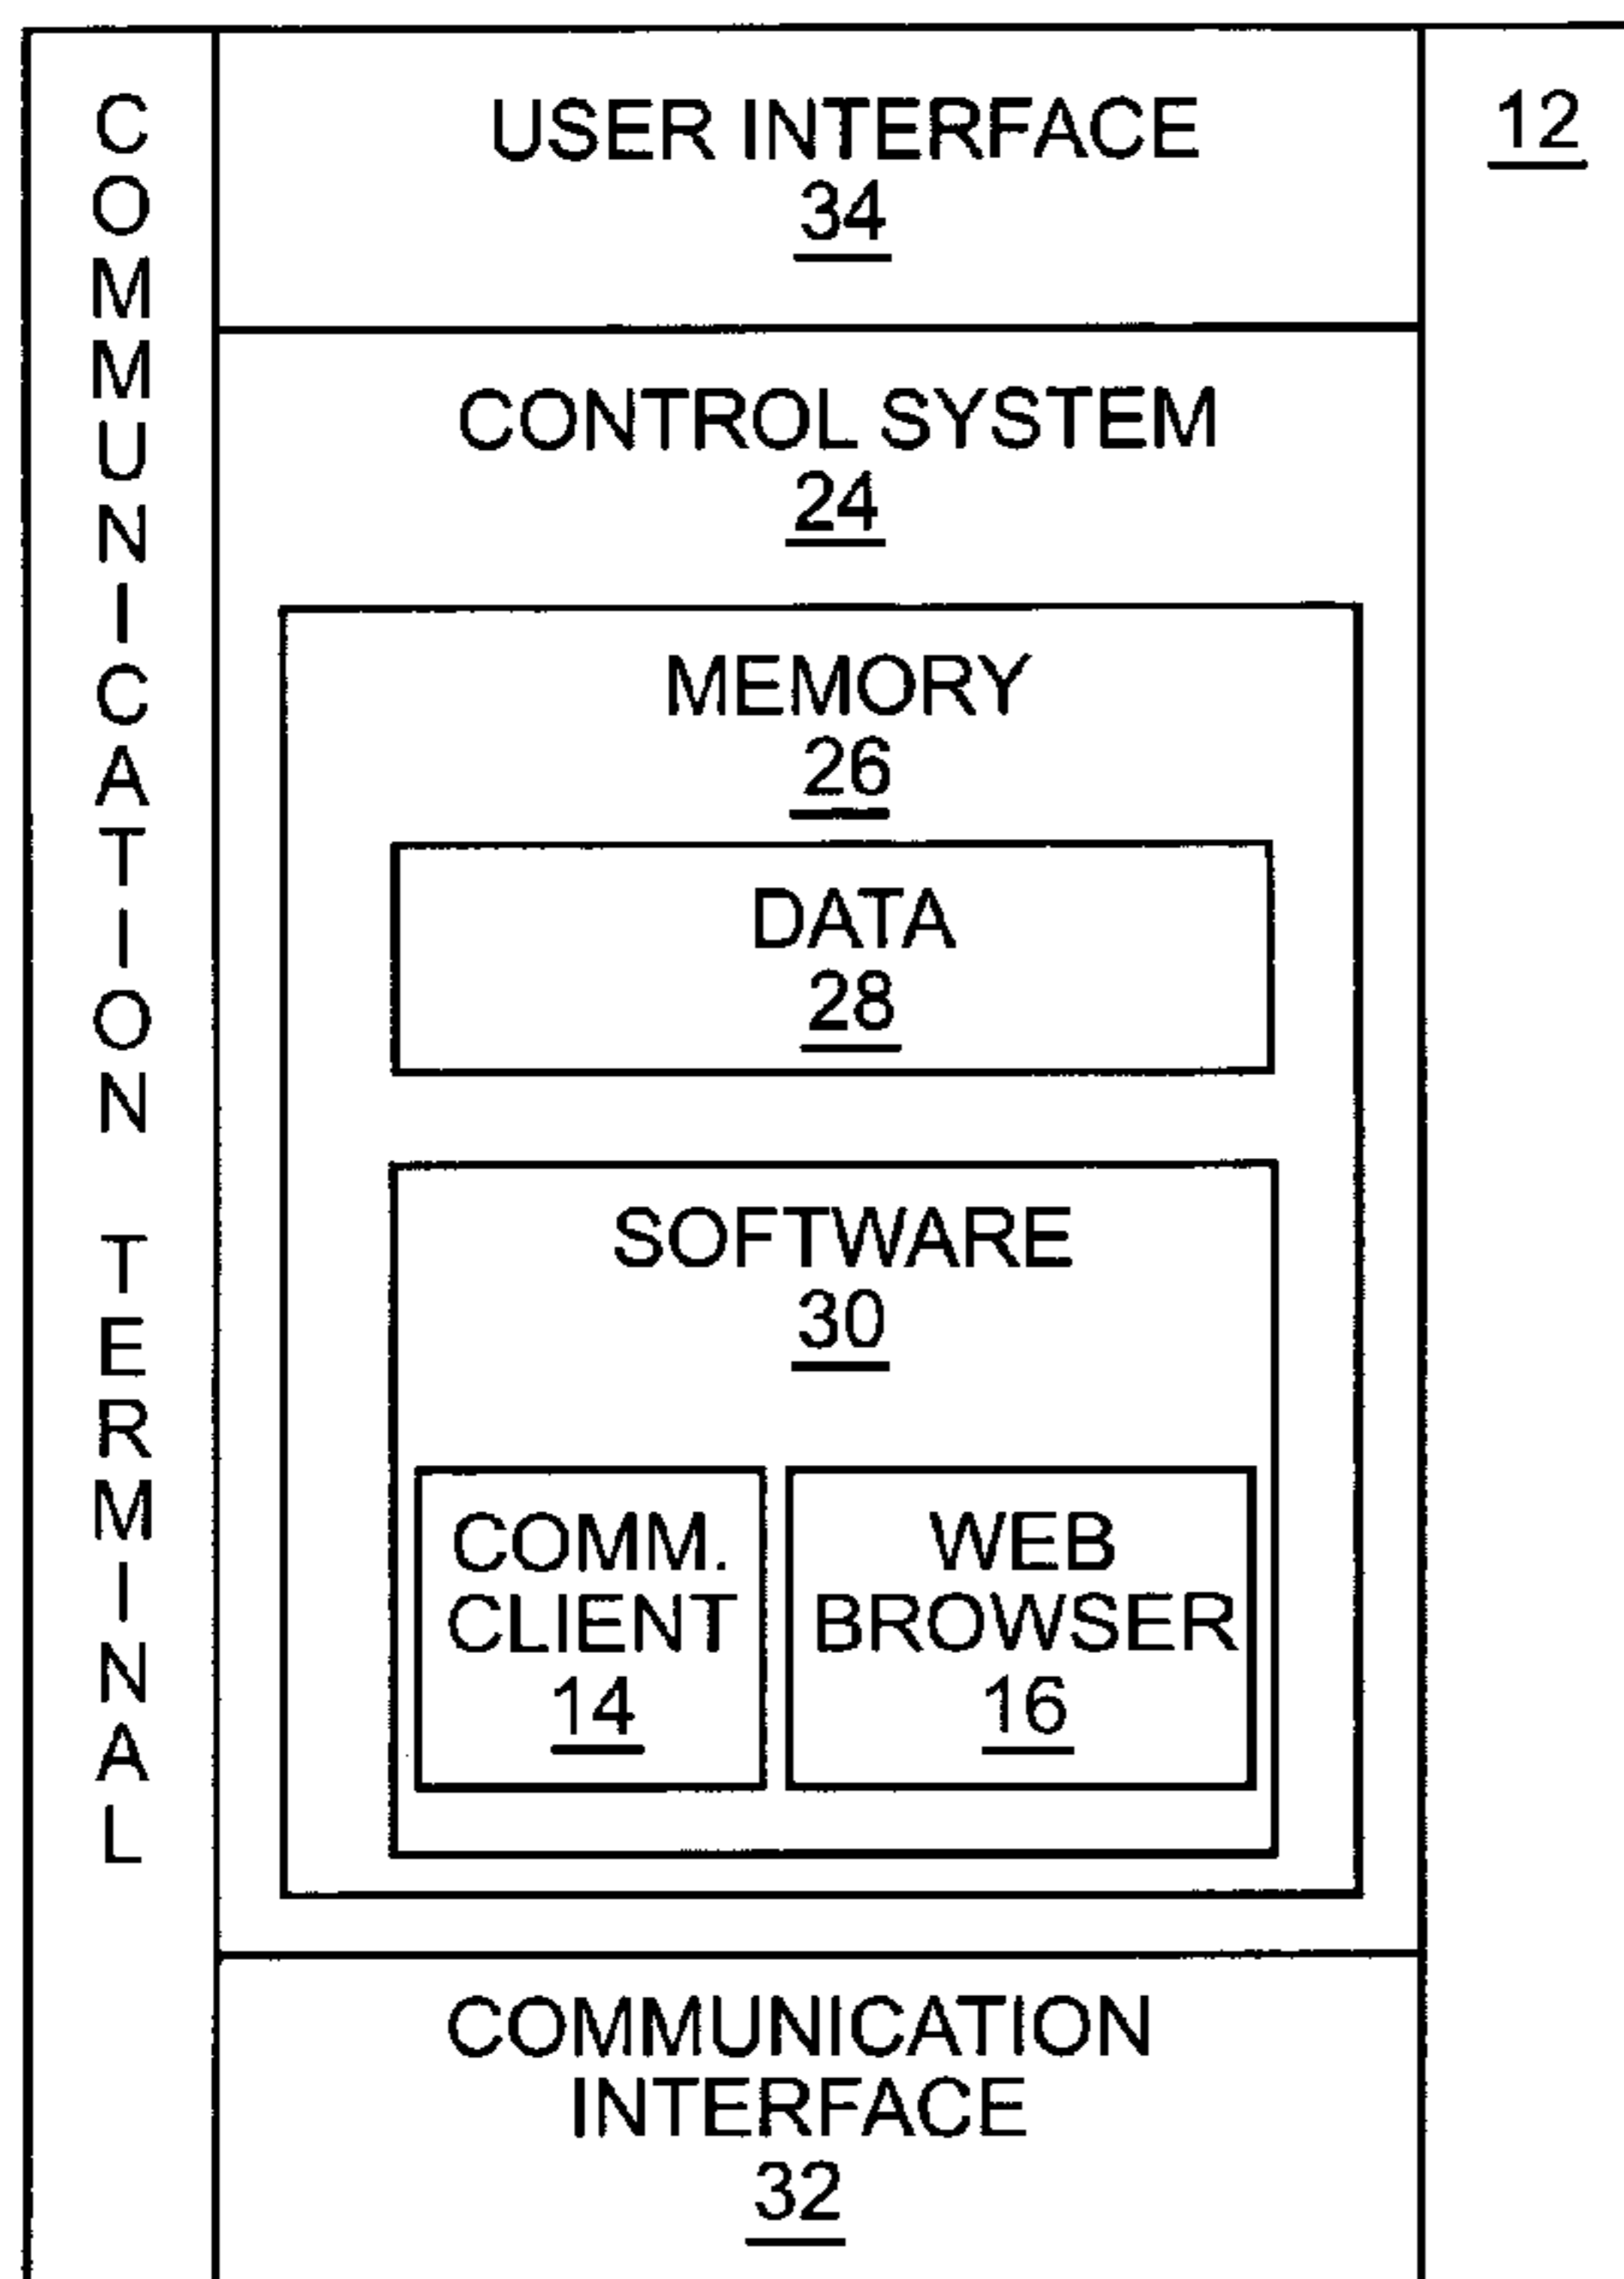 COMMUNICATION TERMINAL
USER INTERFACE
34
12
CONTROL SYSTEM
24
MEMORY
26
DATA
28
SOFTWARE
30
COMM.
CLIENT
14
WEB
BROWSER
16
COMMUNICATION
INTERFACE
32